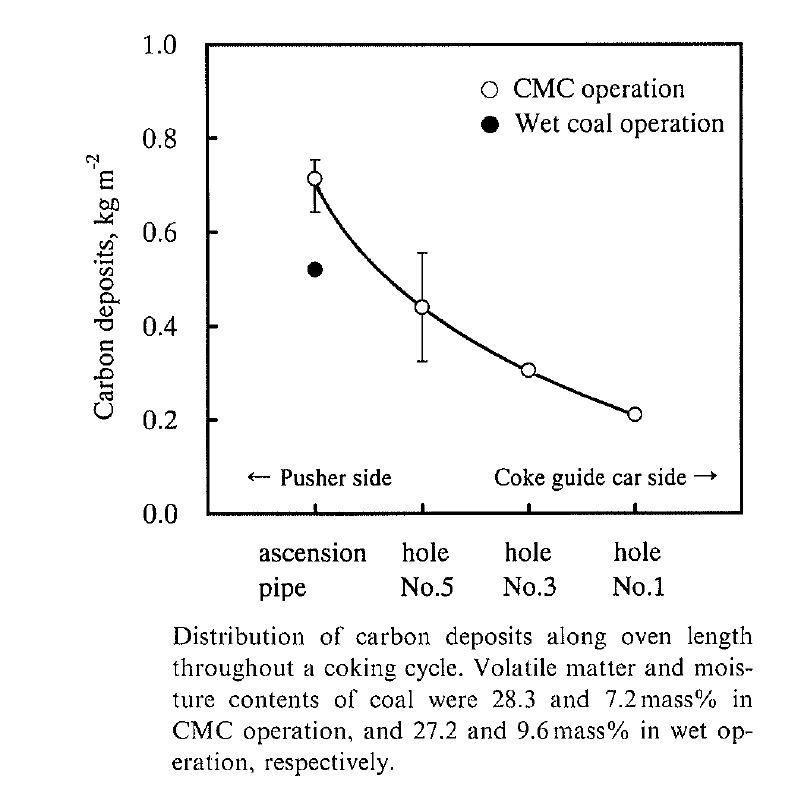 1.0
0.8
0.6
0.4
0.2
0.0
Carbon deposits, kg m-2
CMC operation
Wet coal operation
← Pusher side
Coke guide car side →
ascension pipe
hole No.5
hole No.3
hole No.1
Distribution of carbon deposits along oven length
throughout a coking cycle. Volatile matter and mois-
ture contents of coal were 28.3 and 7.2 mass% in
CMC operation, and 27.2 and 9.6 mass% in wet op-
eration, respectively.